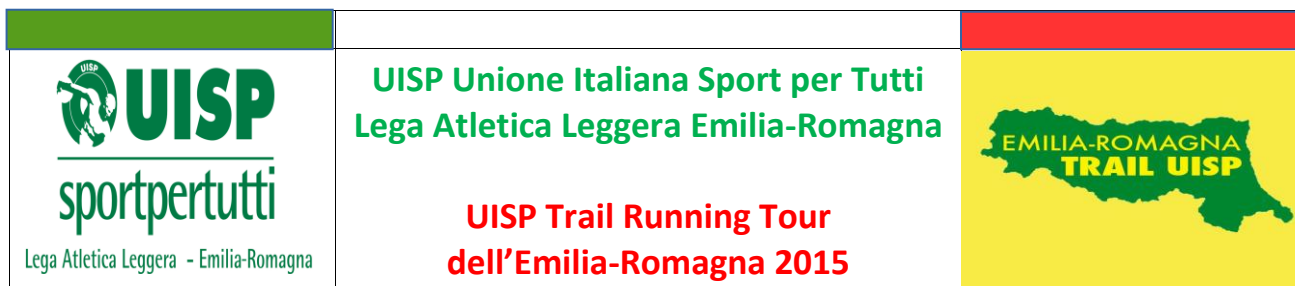 UISP
UISP
sportpertutti
Lega Atletica Leggera - Emilia-Romagna
UISP Unione Italiana Sport per Tutti
Lega Atletica Leggera Emilia-Romagna
UISP Trail Running Tour
dell’Emilia-Romagna 2015
EMILIA-ROMAGNA
TRAIL UISP